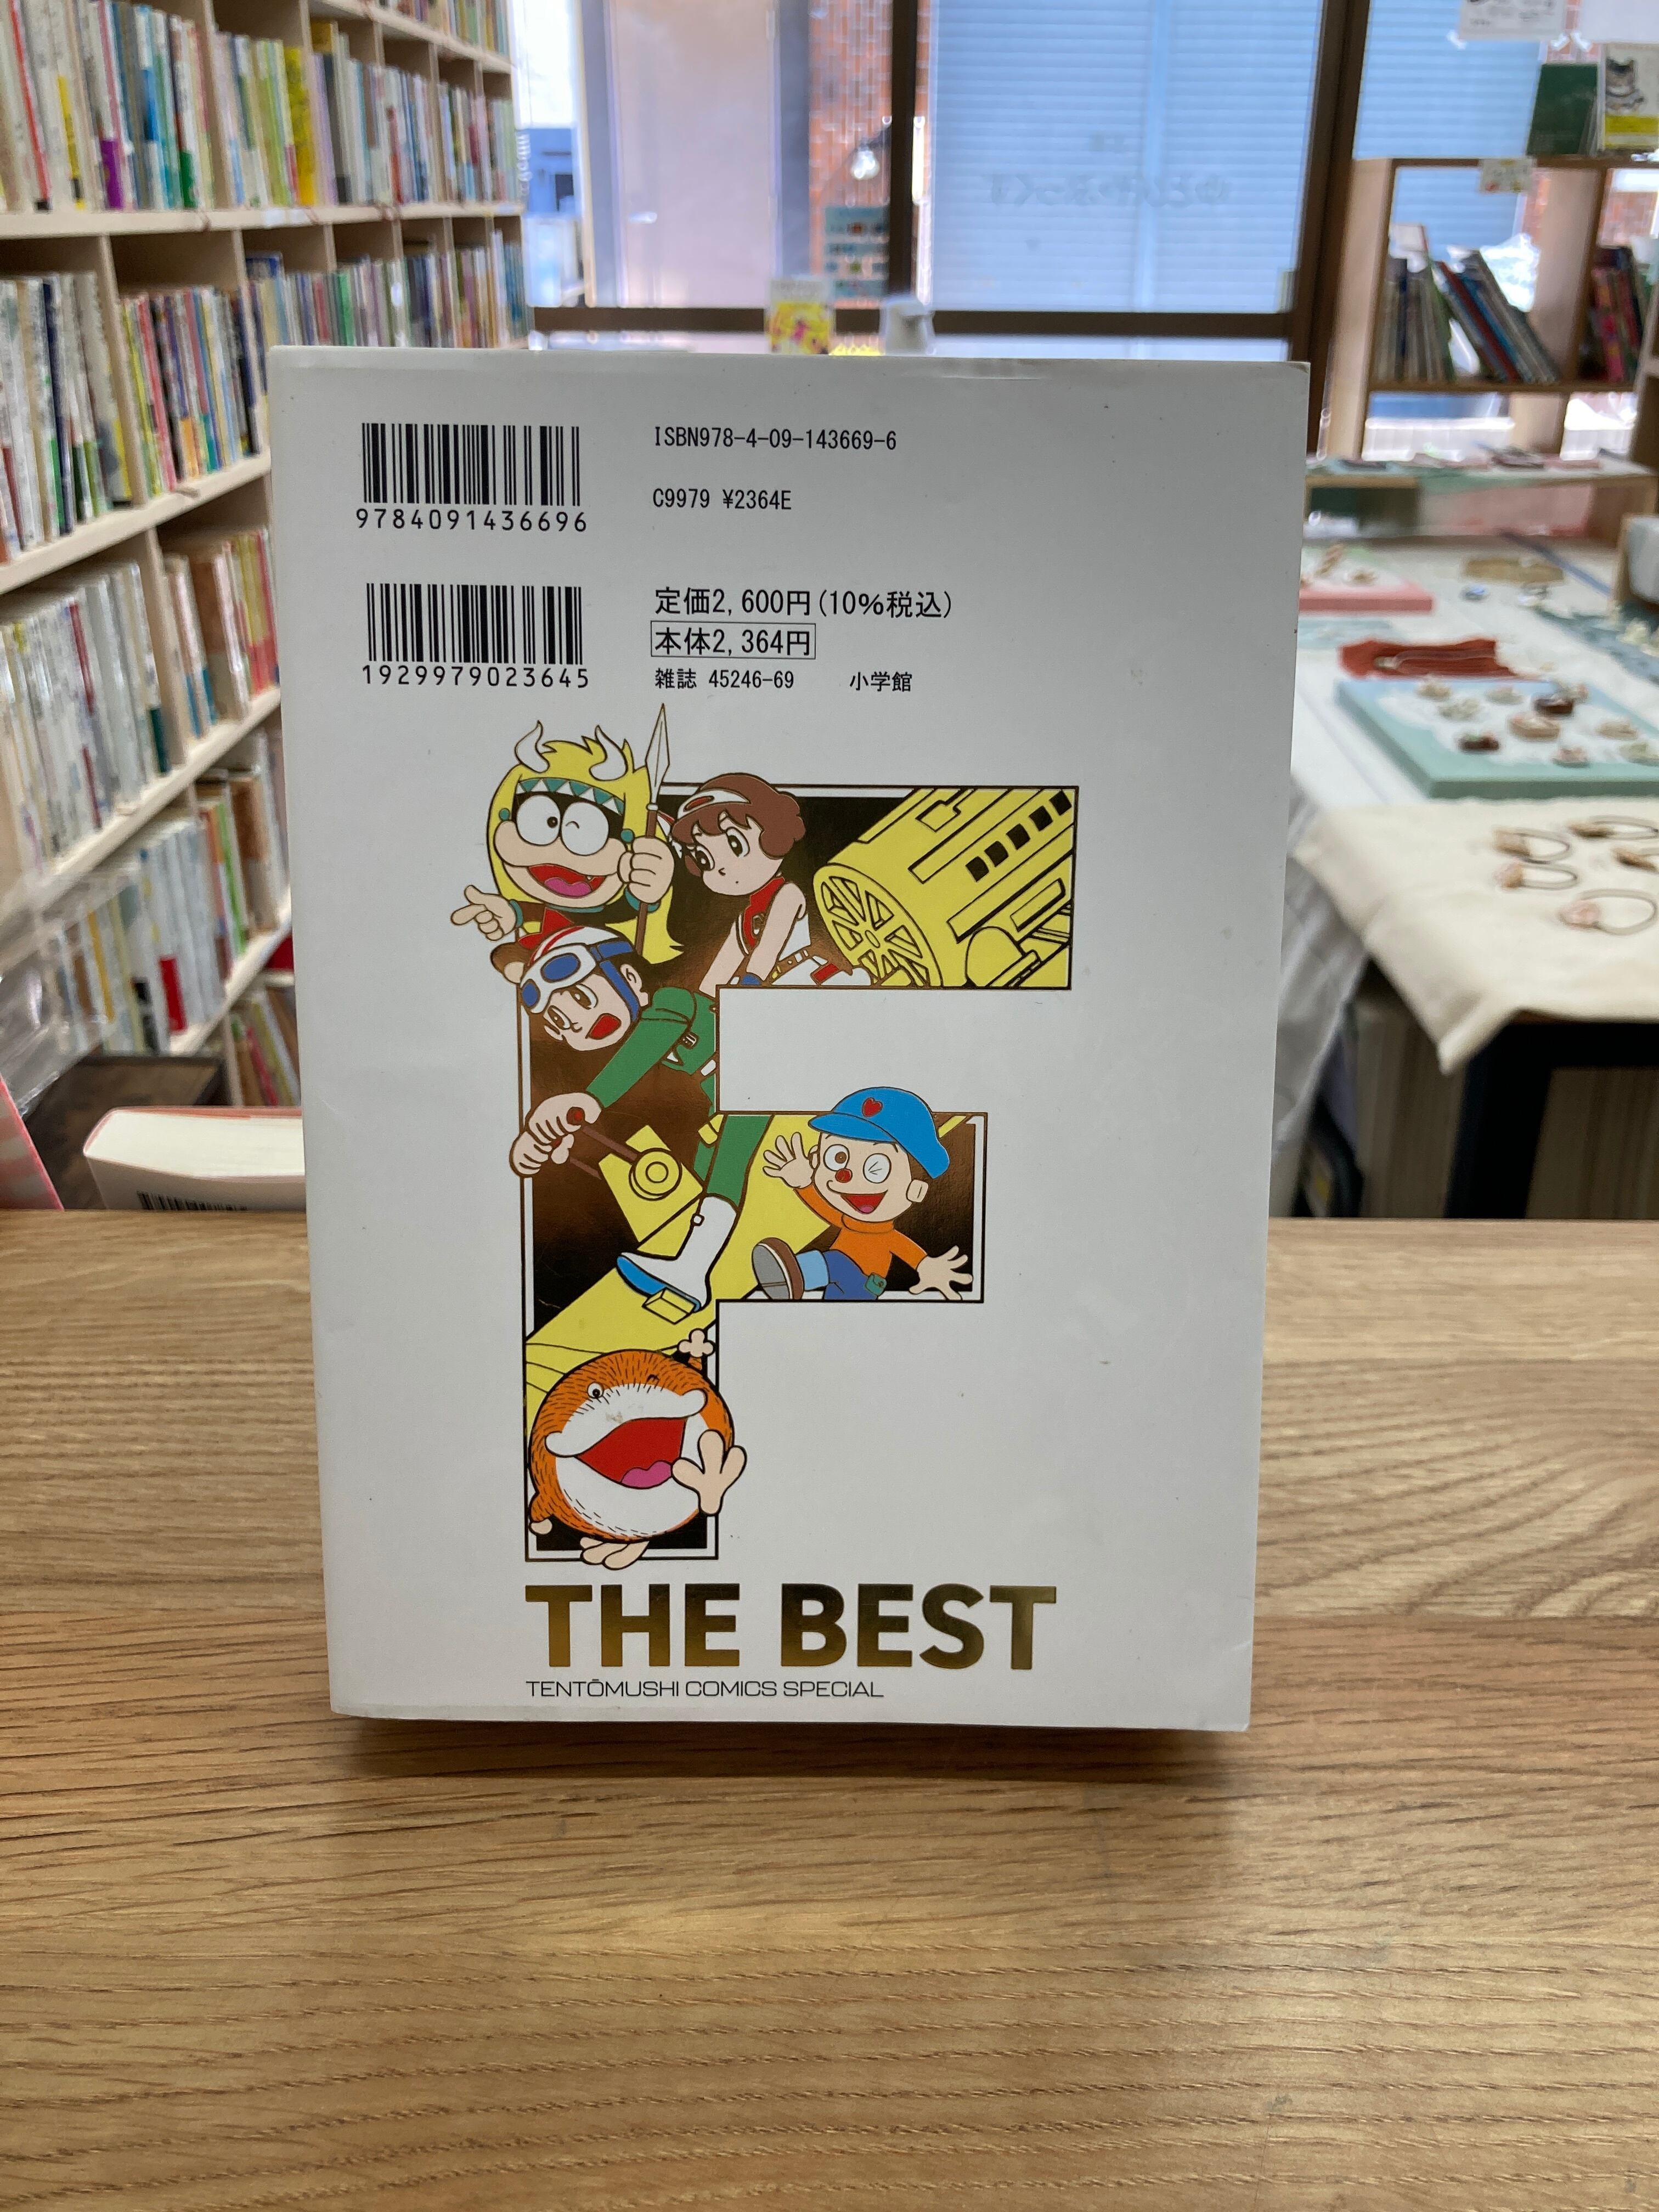 ISBN978-4-09-143669-6
9784091436696
C9979 ¥2364E
定価2,600円(10%税込)
本体2,364円
1929979023645
雑誌 45246-69 小学館
F
THE BEST
TENTŌMUSHI COMICS SPECIAL